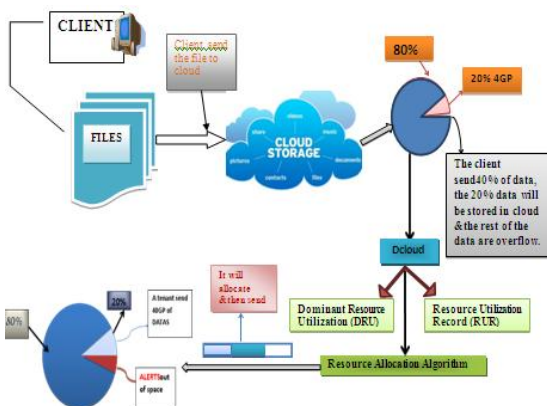 CLIENT
Client send
the file to
cloud
FILES
CLOUD
STORAGE
videos
share
music
pictures
documents
contacts
files
80%
20% 4GP
The client
send40% of data,
the 20% data will
be stored in cloud
&the rest of the
data are overflow.
Dcloud
Dominant Resource
Utilization (DRU)
Resource Utilization
Record (RUR)
Resource Allocation Algorithm
It will
allocate
&then send
80%
20%
A tenant send
40GP of
DATAS
ALERTSout
of space